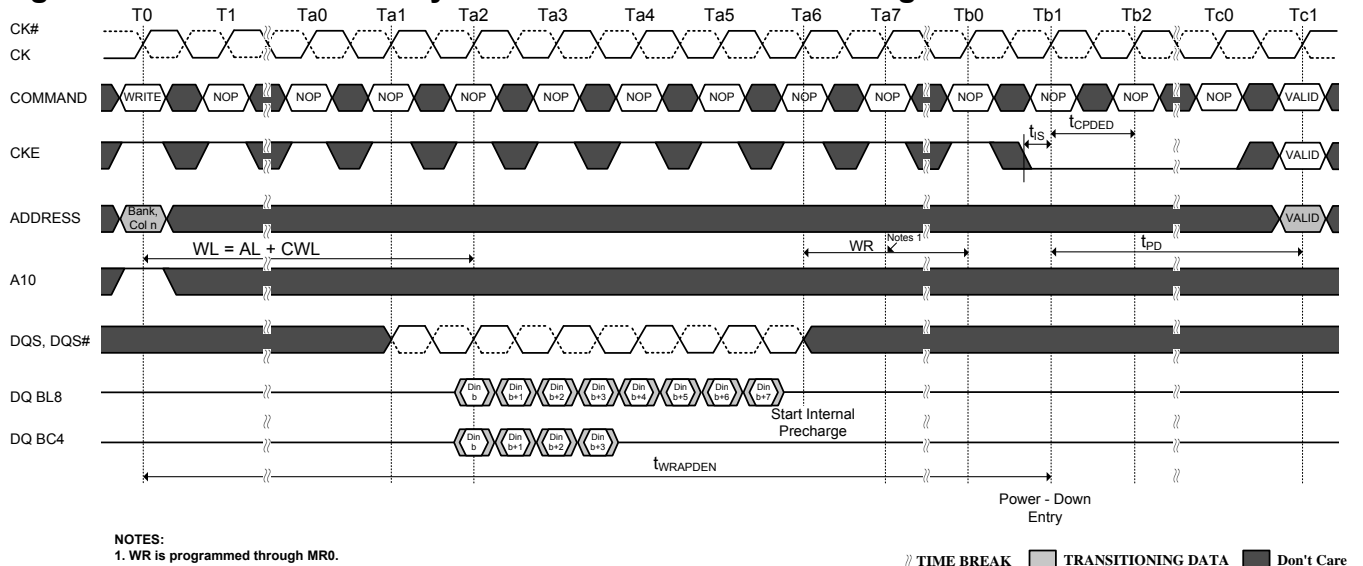 T0 T1 Ta0 Ta1 Ta2 Ta3 Ta4 Ta5 Ta6 Ta7 Tb0 Tb1 Tb2 Tc0 Tc1
CK#
CK
COMMAND WRITE NOP NOP NOP NOP NOP NOP NOP NOP NOP NOP NOP NOP NOP VALID
tIS tCPDED
CKE VALID
ADDRESS Bank, Col n VALID
WL = AL + CWL WR Notes 1 tPD
A10
DQS, DQS#
DQ BL8 Din b Din b+1 Din b+2 Din b+3 Din b+4 Din b+5 Din b+6 Din b+7
Start Internal
Precharge
DQ BC4 Din b Din b+1 Din b+2 Din b+3
tWRAPDEN
Power - Down
Entry
NOTES:
1. WR is programmed through MR0.
TIME BREAK TRANSITIONING DATA Don't Care